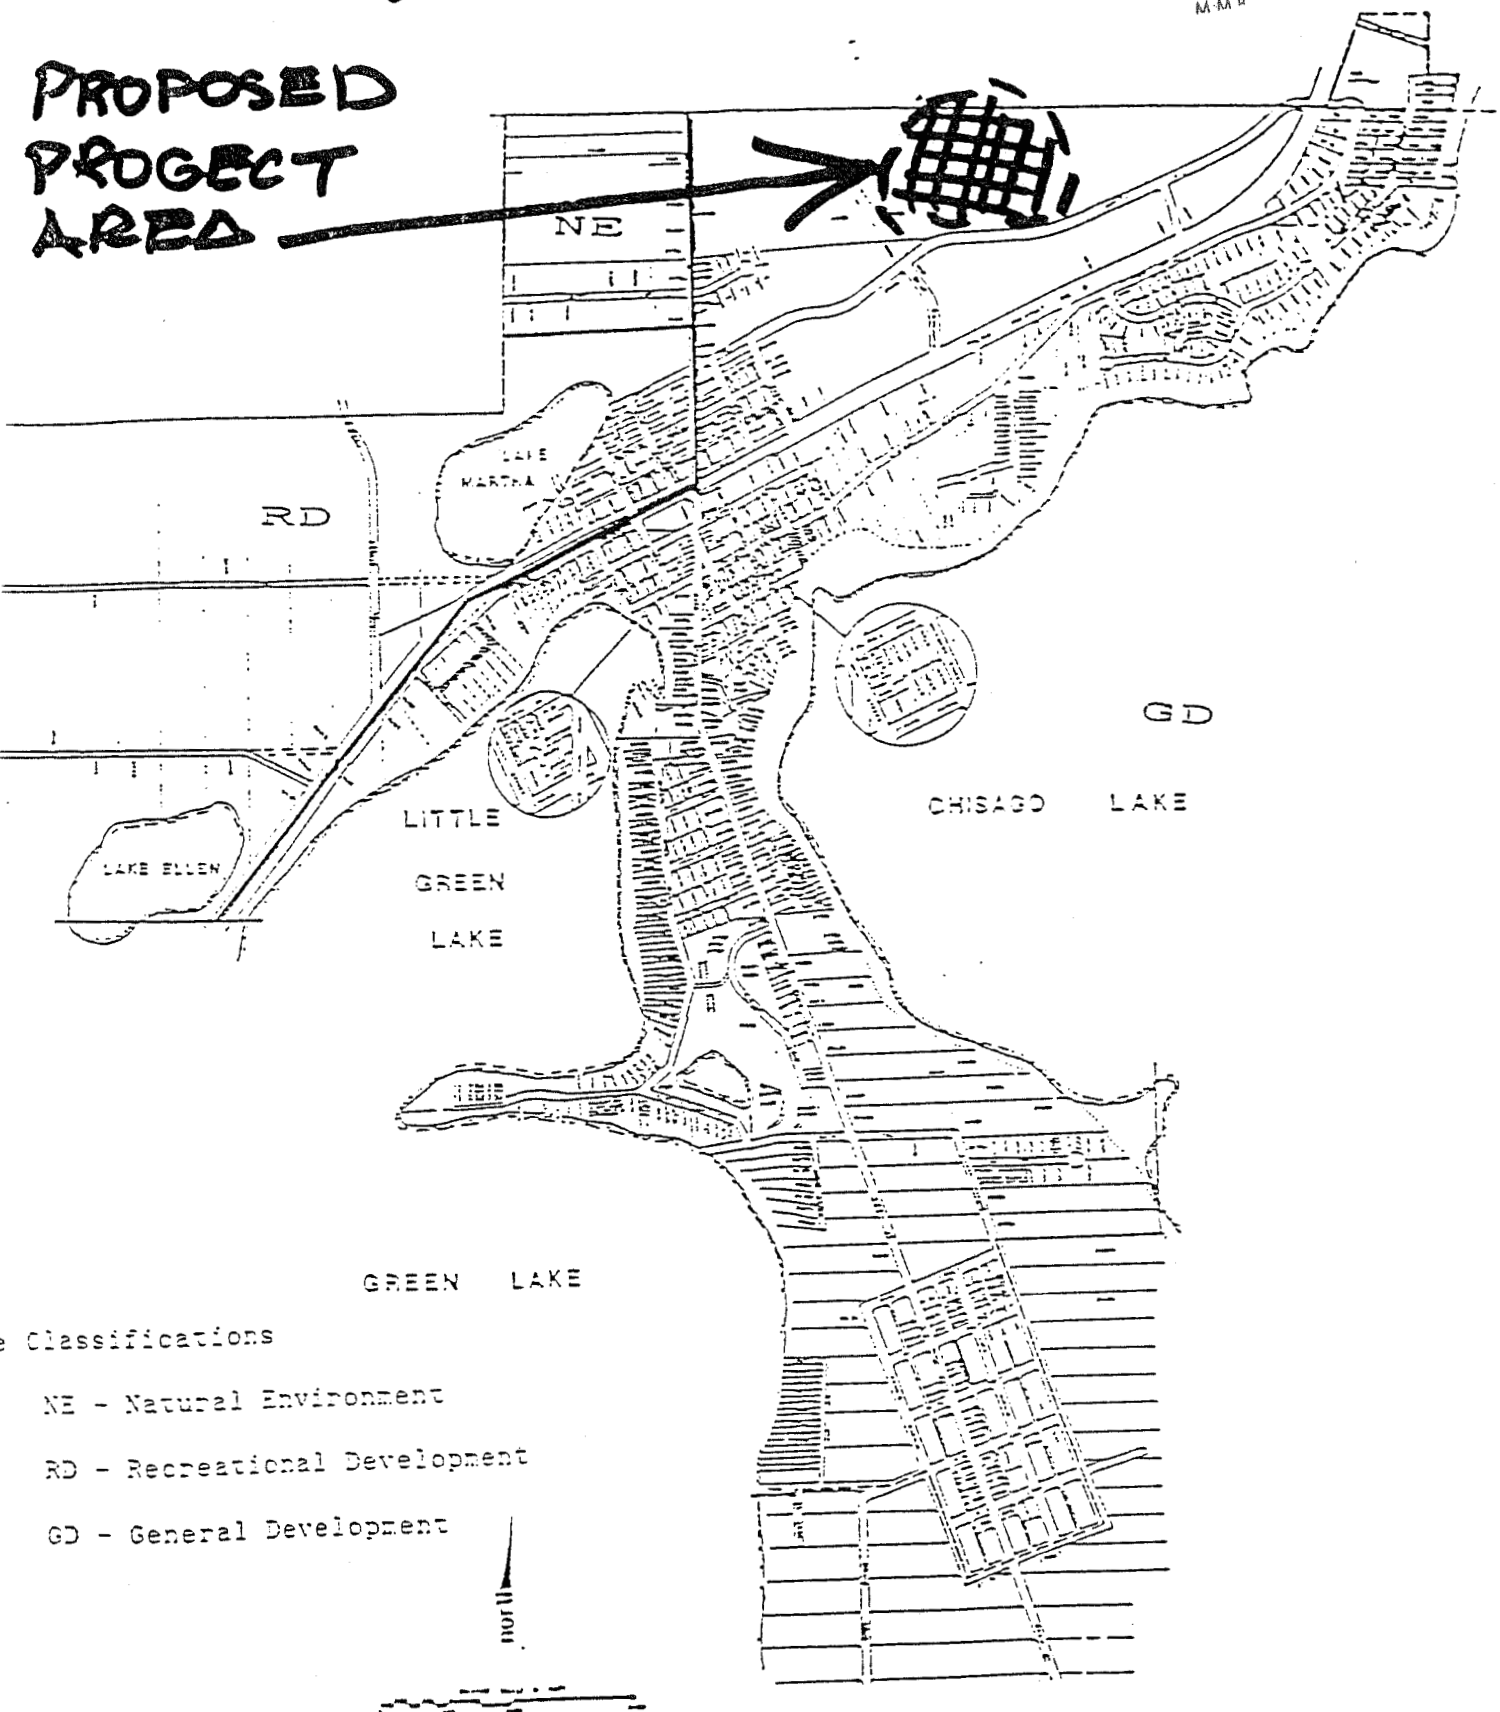 PROPOSED
PROGECT
AREA
NE
LAKE
MARTHA
RD
GD
CHISAGO LAKE
LITTLE
GREEN
LAKE
LAKE ELLEN
GREEN LAKE
e Classifications
NE - Natural Environment
RD - Recreational Development
GD - General Development
north